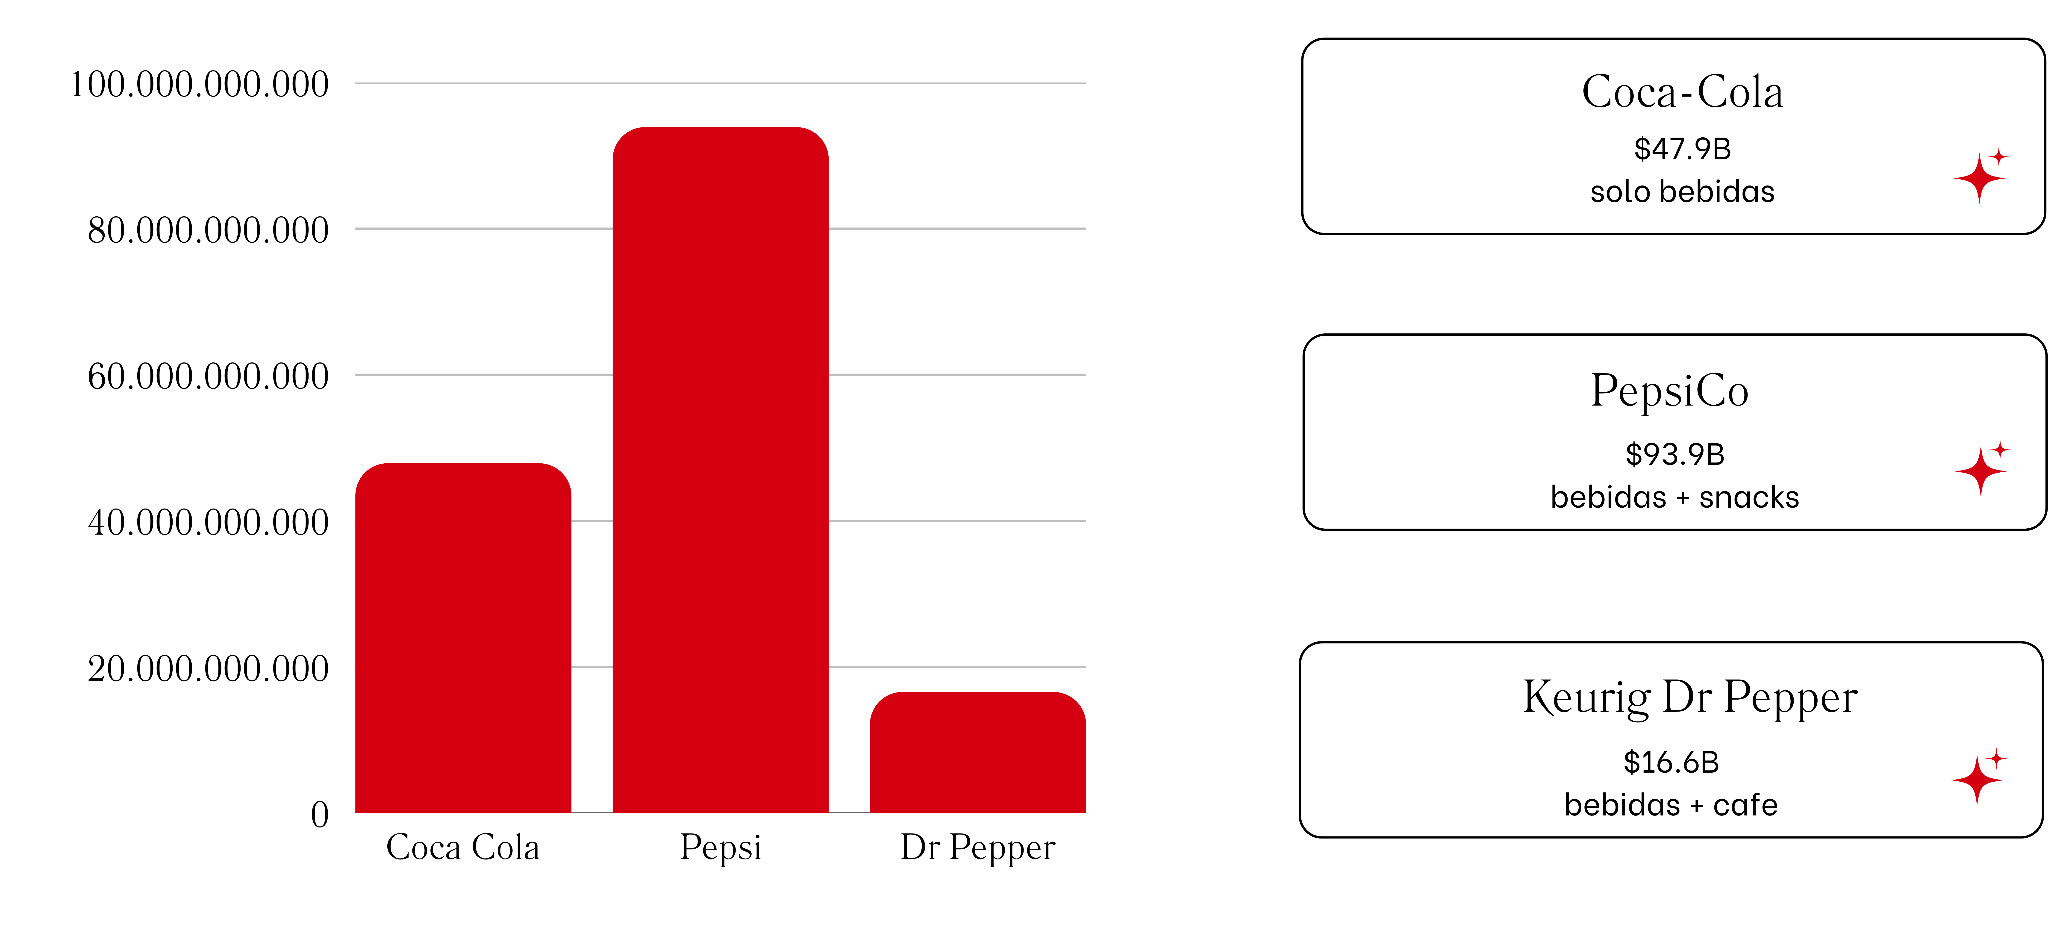 100.000.000.000
80.000.000.000
60.000.000.000
40.000.000.000
20.000.000.000
0
Coca Cola
Pepsi
Dr Pepper
Coca-Cola
$47.9B
solo bebidas
PepsiCo
$93.9B
bebidas + snacks
Keurig Dr Pepper
$16.6B
bebidas + cafe